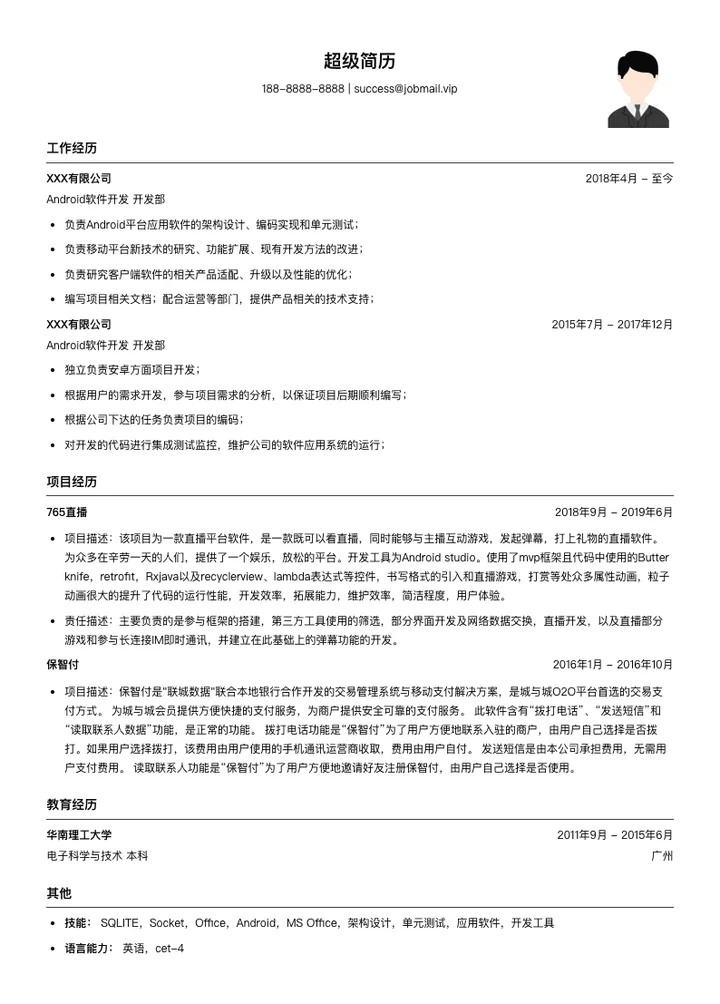 超级简历
188-8888-8888 | success@jobmail.vip
工作经历
XXX有限公司 2018年4月 - 至今
Android软件开发 开发部
• 负责Android平台应用软件的架构设计、编码实现和单元测试；
• 负责移动平台新技术的研究、功能扩展、现有开发方法的改进；
• 负责研究客户端软件的相关产品适配、升级以及性能的优化；
• 编写项目相关文档；配合运营等部门，提供产品相关的技术支持；
XXX有限公司 2015年7月 - 2017年12月
Android软件开发 开发部
• 独立负责安卓方面项目开发；
• 根据用户的需求开发，参与项目需求的分析，以保证项目后期顺利编写；
• 根据公司下达的任务负责项目的编码；
• 对开发的代码进行集成测试监控，维护公司的软件应用系统的运行；
项目经历
765直播 2018年9月 - 2019年6月
• 项目描述：该项目为一款直播平台软件，是一款既可以看直播，同时能够与主播互动游戏，发起弹幕，打上礼物的直播软件。
为众多在辛劳一天的人们，提供了一个娱乐，放松的平台。开发工具为Android studio。使用了mvp框架且代码中使用的Butter
knife，retrofit，Rxjava以及recyclerview、lambda表达式等控件，书写格式的引入和直播游戏，打赏等处众多属性动画，粒子
动画很大的提升了代码的运行性能，开发效率，拓展能力，维护效率，简洁程度，用户体验。
• 责任描述：主要负责的是参与框架的搭建，第三方工具使用的筛选，部分界面开发及网络数据交换，直播开发，以及直播部分
游戏和参与长连接IM即时通讯，并建立在此基础上的弹幕功能的开发。
保智付 2016年1月 - 2016年10月
• 项目描述：保智付是"联城数据"联合本地银行合作开发的交易管理系统与移动支付解决方案，是城与城O2O平台首选的交易支
付方式。 为城与城会员提供方便快捷的支付服务，为商户提供安全可靠的支付服务。 此软件含有“拨打电话”、“发送短信”和
“读取联系人数据”功能，是正常的功能。 拨打电话功能是“保智付”为了用户方便地联系入驻的商户，由用户自己选择是否拨
打。如果用户选择拨打，该费用由用户使用的手机通讯运营商收取，费用由用户自付。 发送短信是由本公司承担费用，无需用
户支付费用。 读取联系人功能是“保智付”为了用户方便地邀请好友注册保智付，由用户自己选择是否使用。
教育经历
华南理工大学 2011年9月 - 2015年6月
电子科学与技术 本科 广州
其他
• 技能： SQLITE，Socket，Office，Android，MS Office，架构设计，单元测试，应用软件，开发工具
• 语言能力： 英语，cet-4